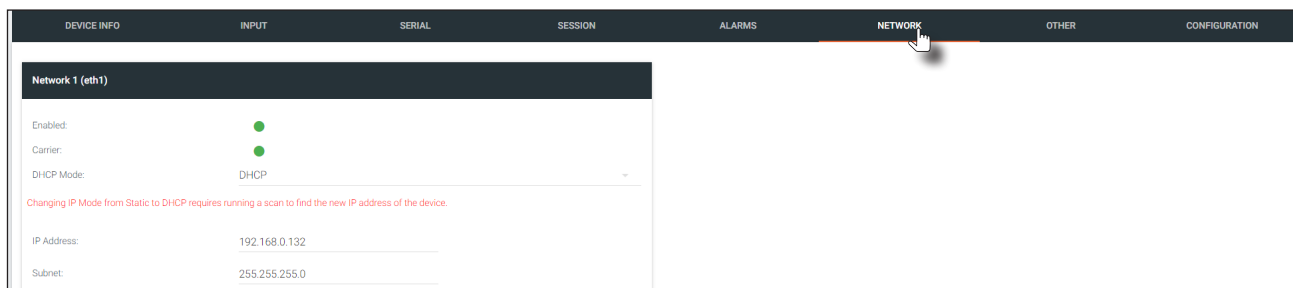 DEVICE INFO INPUT SERIAL SESSION ALARMS NETWORK OTHER CONFIGURATION
Network 1 (eth1)
Enabled:
Carrier:
DHCP Mode: DHCP
Changing IP Mode from Static to DHCP requires running a scan to find the new IP address of the device.
IP Address: 192.168.0.132
Subnet: 255.255.255.0